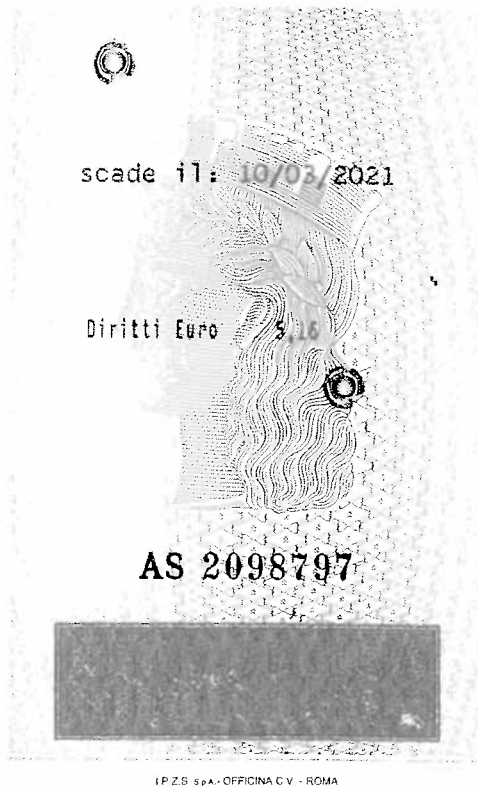 scade il: 10/03/2021
Diritti Euro 5,16
AS 2098797
I.P.Z.S. S.p.A. - OFFICINA C.V. - ROMA